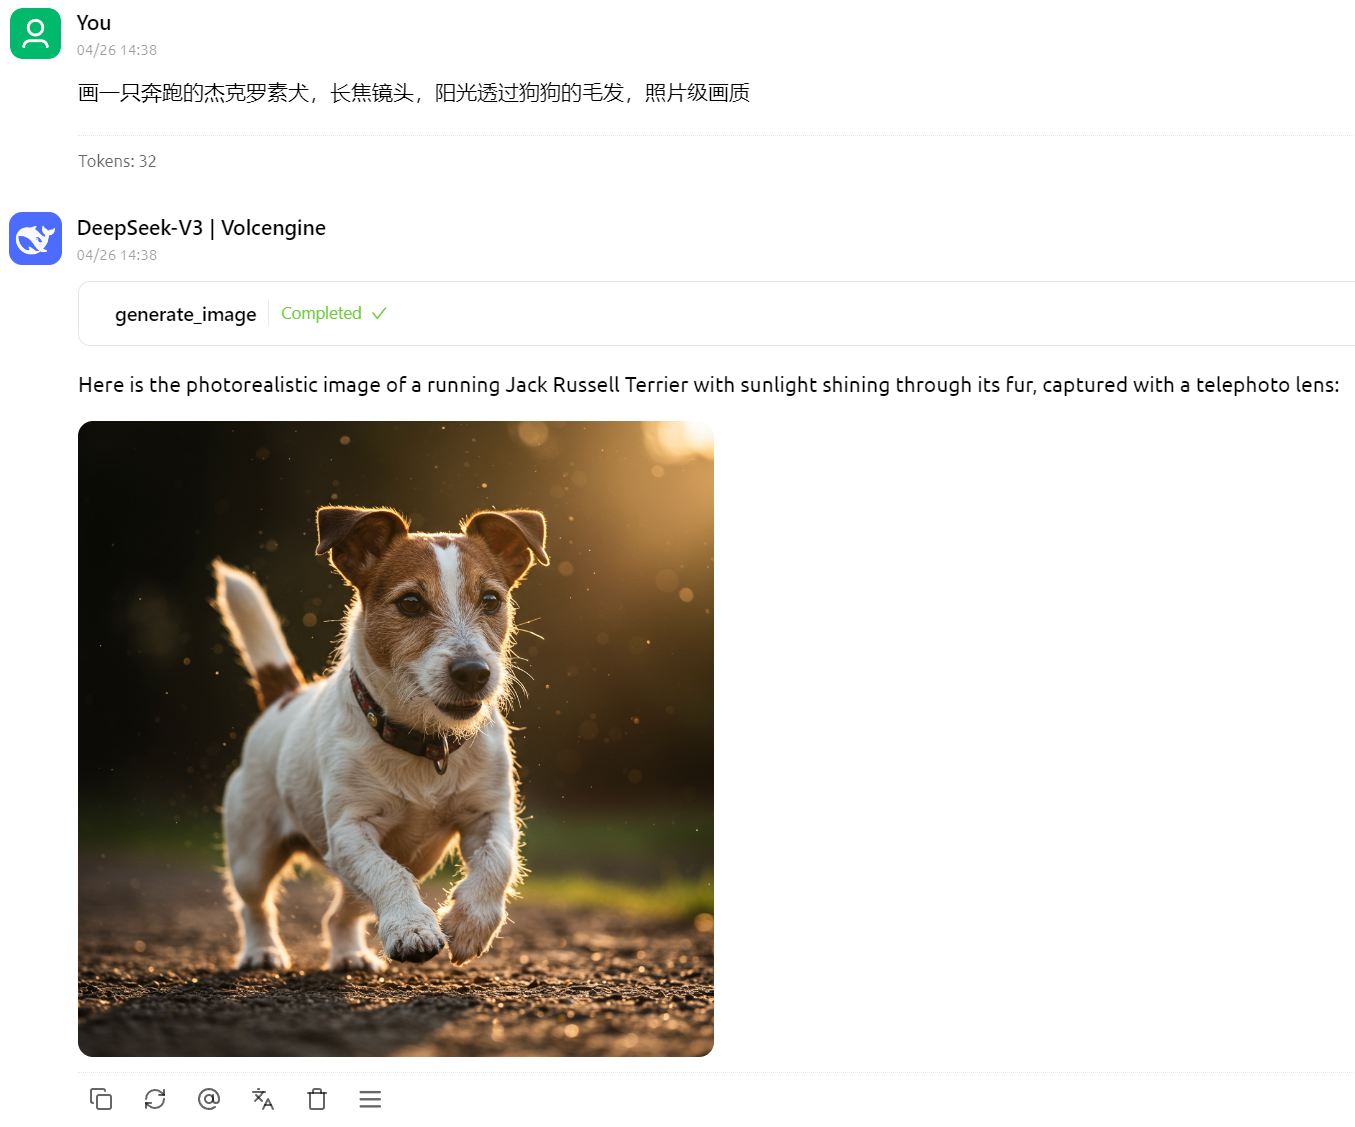 You
04/26 14:38
画一只奔跑的杰克罗素犬，长焦镜头，阳光透过狗狗的毛发，照片级画质
Tokens: 32
DeepSeek-V3 | Volcengine
04/26 14:38
generate_image
Completed
Here is the photorealistic image of a running Jack Russell Terrier with sunlight shining through its fur, captured with a telephoto lens: